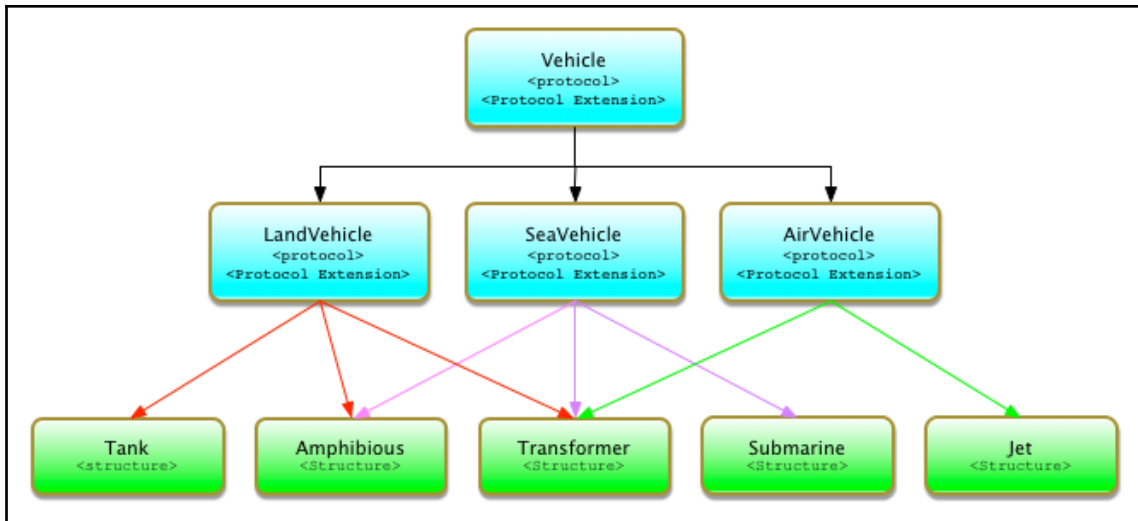 Vehicle
<protocol>
<Protocol Extension>
LandVehicle
<protocol>
<Protocol Extension>
SeaVehicle
<protocol>
<Protocol Extension>
AirVehicle
<protocol>
<Protocol Extension>
Tank
<structure>
Amphibious
<Structure>
Transformer
<Structure>
Submarine
<Structure>
Jet
<Structure>